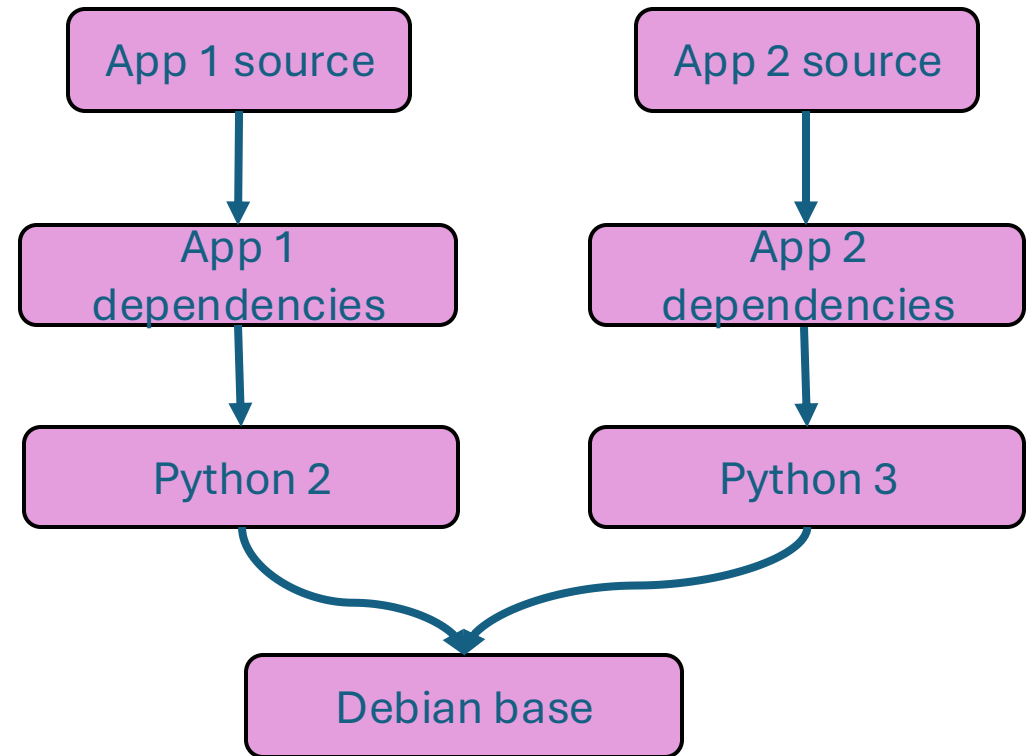 App 1 source
App 2 source
App 1
dependencies
App 2
dependencies
Python 2
Python 3
Debian base